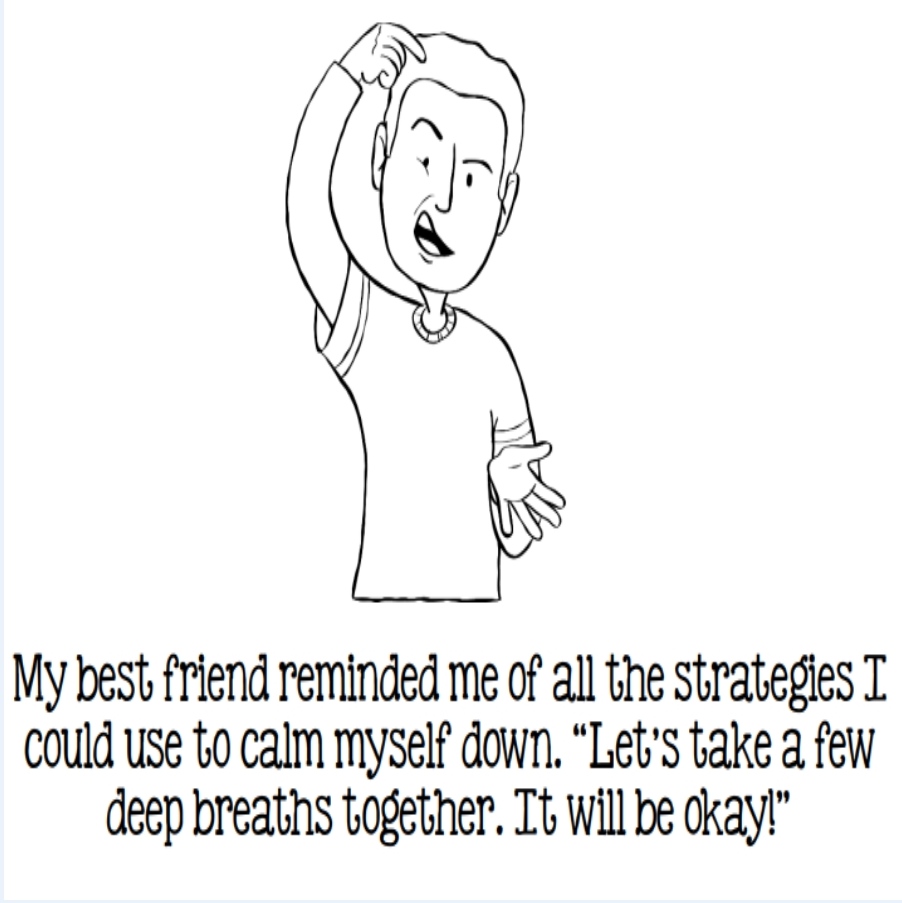 My best friend reminded me of all the strategies I
could use to calm myself down. “Let’s take a few
deep breaths together. It will be okay!”